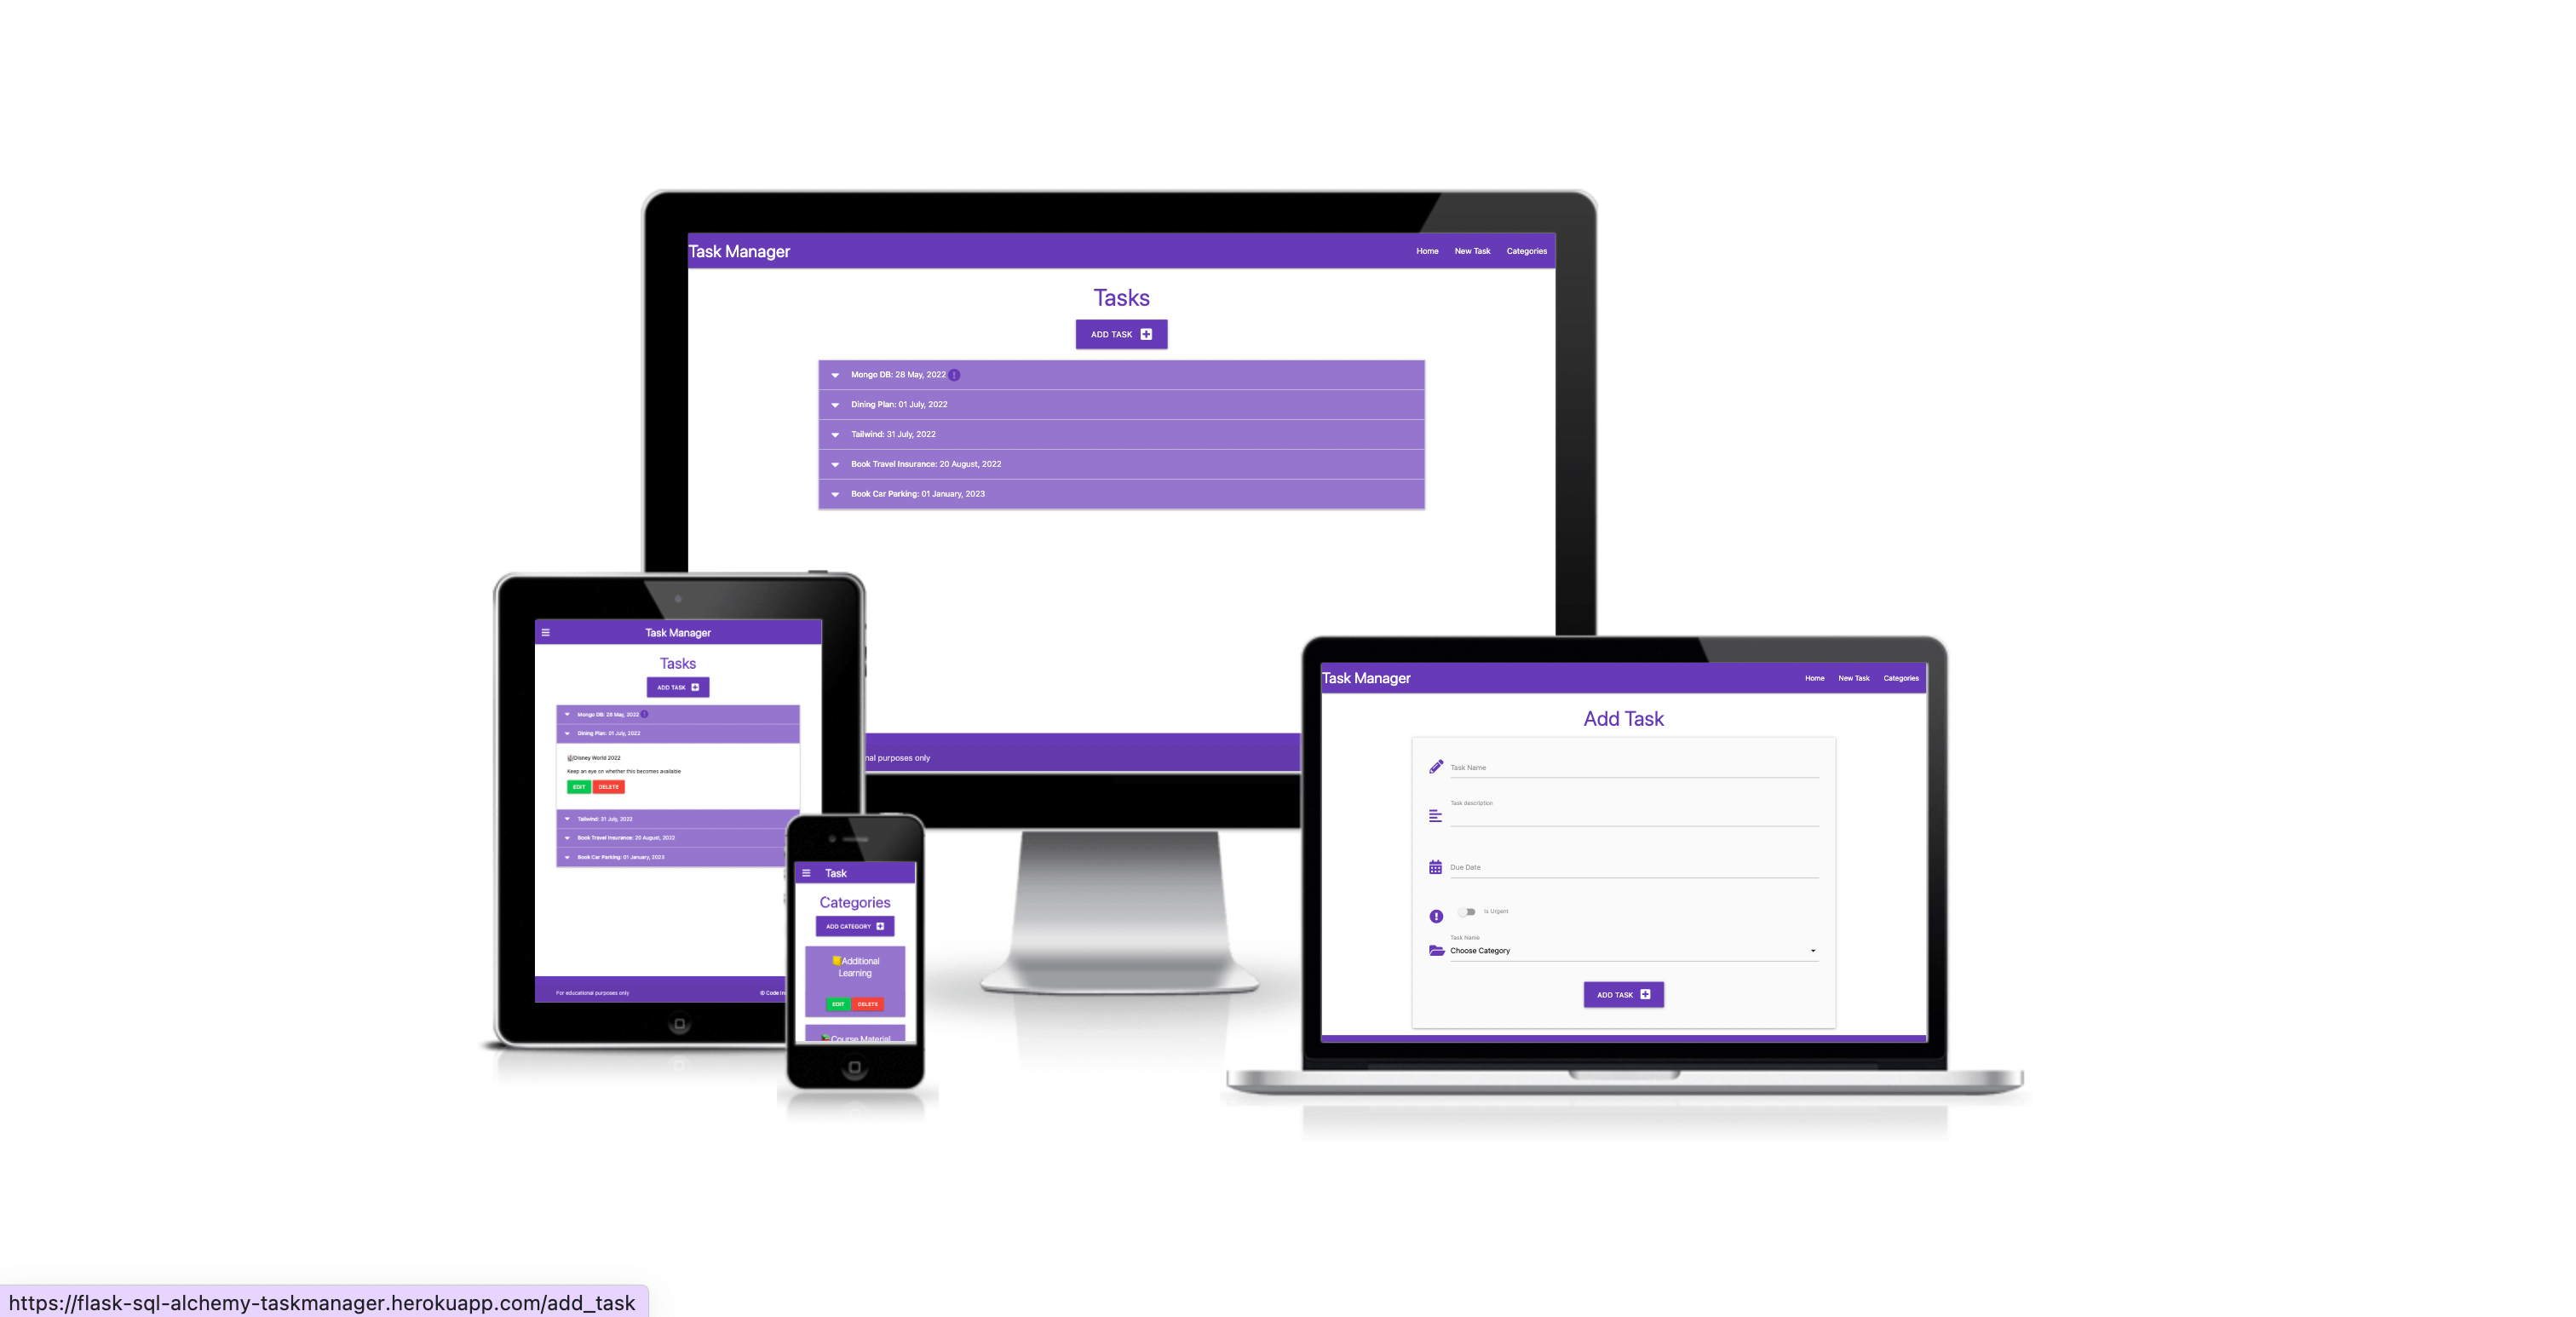 Task Manager
Home New Task Categories
Tasks
ADD TASK
Mongo DB: 28 May, 2022
Dining Plan: 01 July, 2022
Tailwind: 31 July, 2022
Book Travel Insurance: 20 August, 2022
Book Car Parking: 01 January, 2023
nal purposes only
Task Manager
Tasks
ADD TASK
Mongo DB: 28 May, 2022
Dining Plan: 01 July, 2022
Disney World 2022
Keep an eye on whether this becomes available
EDIT DELETE
Tailwind: 31 July, 2022
Book Travel Insurance: 20 August, 2022
Book Car Parking: 01 January, 2023
For educational purposes only
© Code In
Task
Categories
ADD CATEGORY
Additional
Learning
EDIT DELETE
Course Material
Task Manager
Home New Task Categories
Add Task
Task Name
Task description
Due Date
Is Urgent
Task Name
Choose Category
ADD TASK
https://flask-sql-alchemy-taskmanager.herokuapp.com/add_task